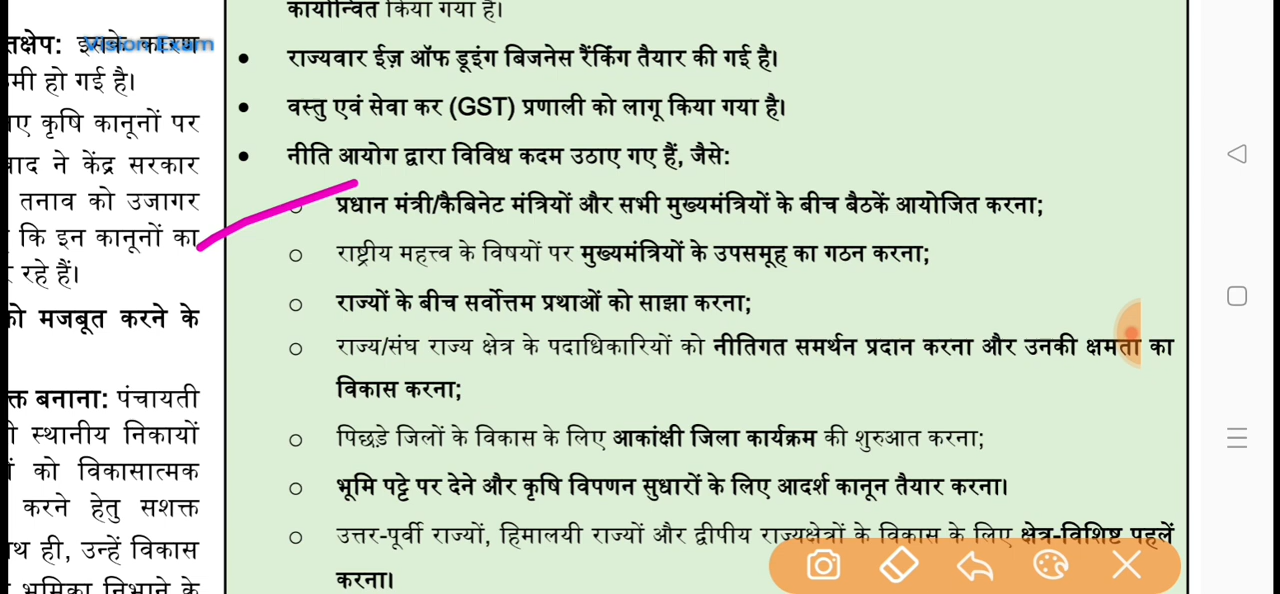 तक्षेप: इसके कारण
Vision Exam
मी हो गई है।
ाए कृषि कानूनों पर
वाद ने केंद्र सरकार
तनाव को उजागर
कि इन कानूनों का
रहे हैं।
को मजबूत करने के
क्त बनाना: पंचायती
स्थानीय निकायों
को विकासात्मक
करने हेतु सशक्त
ाथ ही, उन्हें विकास
भूमिका निभाने के
कार्यान्वित किया गया है।
• राज्यवार ईज़ ऑफ डूइंग बिजनेस रैंकिंग तैयार की गई है।
• वस्तु एवं सेवा कर (GST) प्रणाली को लागू किया गया है।
• नीति आयोग द्वारा विविध कदम उठाए गए हैं, जैसे:
o प्रधान मंत्री/कैबिनेट मंत्रियों और सभी मुख्यमंत्रियों के बीच बैठकें आयोजित करना;
o राष्ट्रीय महत्त्व के विषयों पर मुख्यमंत्रियों के उपसमूह का गठन करना;
o राज्यों के बीच सर्वोत्तम प्रथाओं को साझा करना;
o राज्य/संघ राज्य क्षेत्र के पदाधिकारियों को नीतिगत समर्थन प्रदान करना और उनकी क्षमता का
विकास करना;
o पिछड़े जिलों के विकास के लिए आकांक्षी जिला कार्यक्रम की शुरुआत करना;
o भूमि पट्टे पर देने और कृषि विपणन सुधारों के लिए आदर्श कानून तैयार करना।
o उत्तर-पूर्वी राज्यों, हिमालयी राज्यों और द्वीपीय राज्यक्षेत्रों के विकास के लिए क्षेत्र-विशिष्ट पहलें
करना।